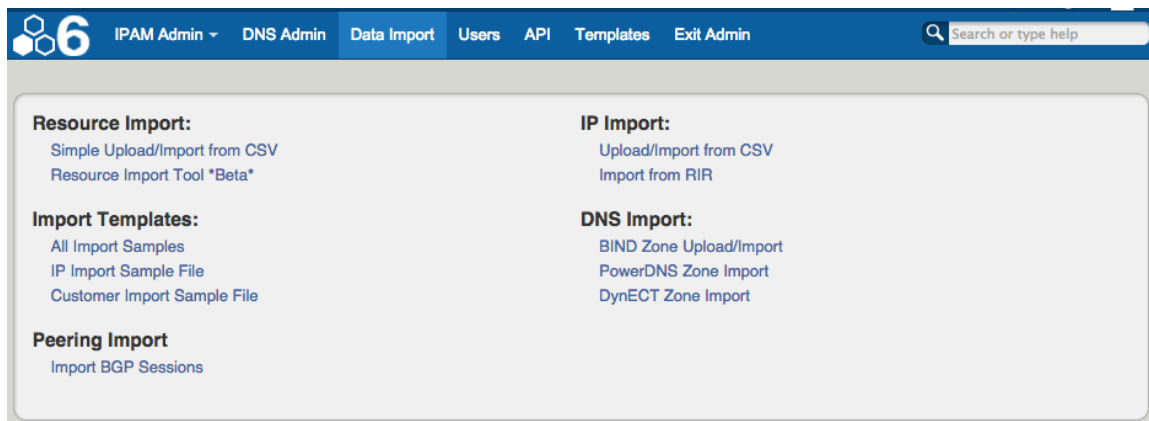 6 IPAM Admin DNS Admin Data Import Users API Templates Exit Admin Search or type help
Resource Import:
Simple Upload/Import from CSV
Resource Import Tool *Beta*
Import Templates:
All Import Samples
IP Import Sample File
Customer Import Sample File
Peering Import
Import BGP Sessions
IP Import:
Upload/Import from CSV
Import from RIR
DNS Import:
BIND Zone Upload/Import
PowerDNS Zone Import
DynECT Zone Import